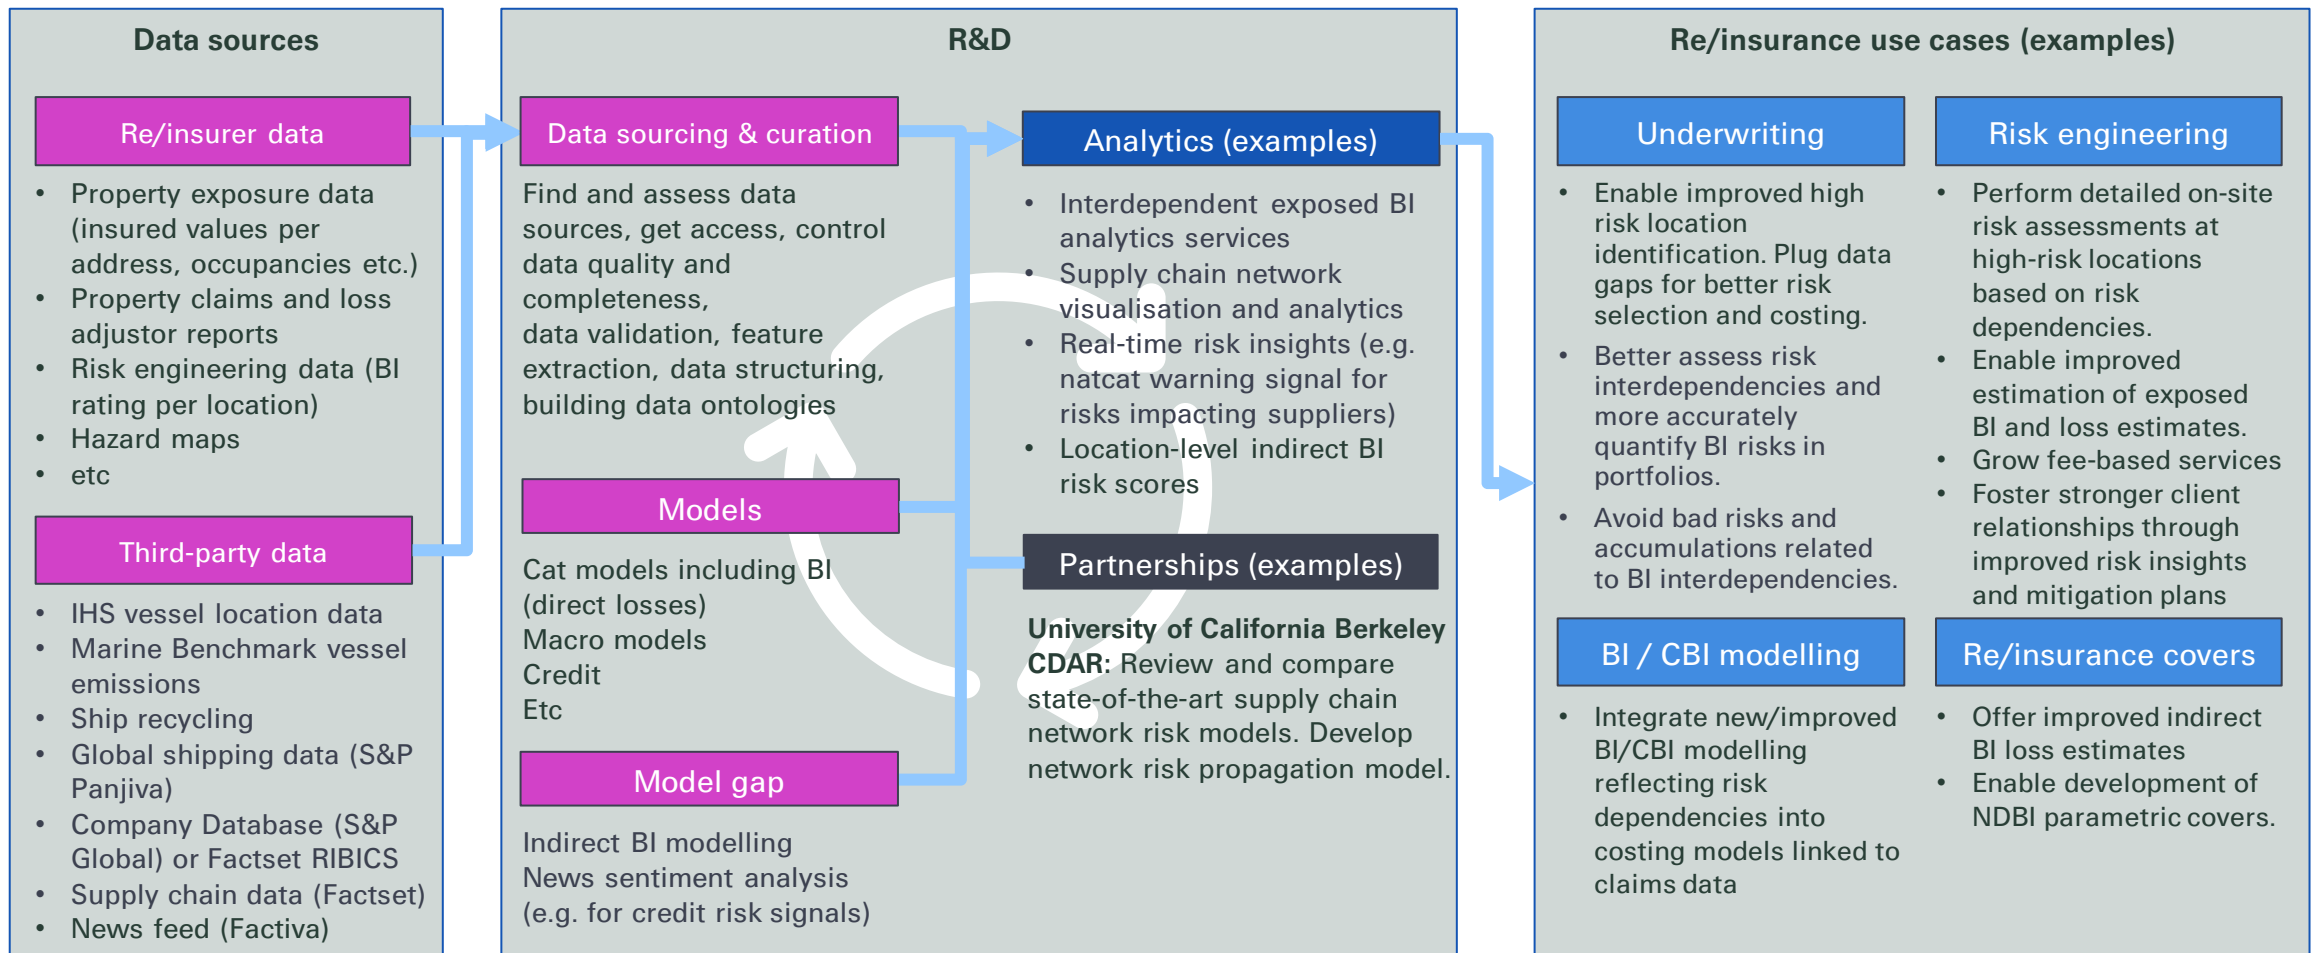 Data sources
Re/insurer data
• Property exposure data
(insured values per
address, occupancies etc.)
• Property claims and loss
adjustor reports
• Risk engineering data (BI
rating per location)
• Hazard maps
• etc
Third-party data
• IHS vessel location data
• Marine Benchmark vessel
emissions
• Ship recycling
• Global shipping data (S&P
Panjiva)
• Company Database (S&P
Global) or Factset RIBICS
• Supply chain data (Factset)
• News feed (Factiva)
R&D
Data sourcing & curation
Find and assess data
sources, get access, control
data quality and
completeness,
data validation, feature
extraction, data structuring,
building data ontologies
Models
Cat models including BI
(direct losses)
Macro models
Credit
Etc
Model gap
Indirect BI modelling
News sentiment analysis
(e.g. for credit risk signals)
Analytics (examples)
• Interdependent exposed BI
analytics services
• Supply chain network
visualisation and analytics
• Real-time risk insights (e.g.
natcat warning signal for
risks impacting suppliers)
• Location-level indirect BI
risk scores
Partnerships (examples)
University of California Berkeley
CDAR: Review and compare
state-of-the-art supply chain
network risk models. Develop
network risk propagation model.
Re/insurance use cases (examples)
Underwriting
• Enable improved high
risk location
identification. Plug data
gaps for better risk
selection and costing.
• Better assess risk
interdependencies and
more accurately
quantify BI risks in
portfolios.
• Avoid bad risks and
accumulations related
to BI interdependencies.
Risk engineering
• Perform detailed on-site
risk assessments at
high-risk locations
based on risk
dependencies.
• Enable improved
estimation of exposed
BI and loss estimates.
• Grow fee-based services
• Foster stronger client
relationships through
improved risk insights
and mitigation plans
BI / CBI modelling
• Integrate new/improved
BI/CBI modelling
reflecting risk
dependencies into
costing models linked to
claims data
Re/insurance covers
• Offer improved indirect
BI loss estimates
• Enable development of
NDBI parametric covers.